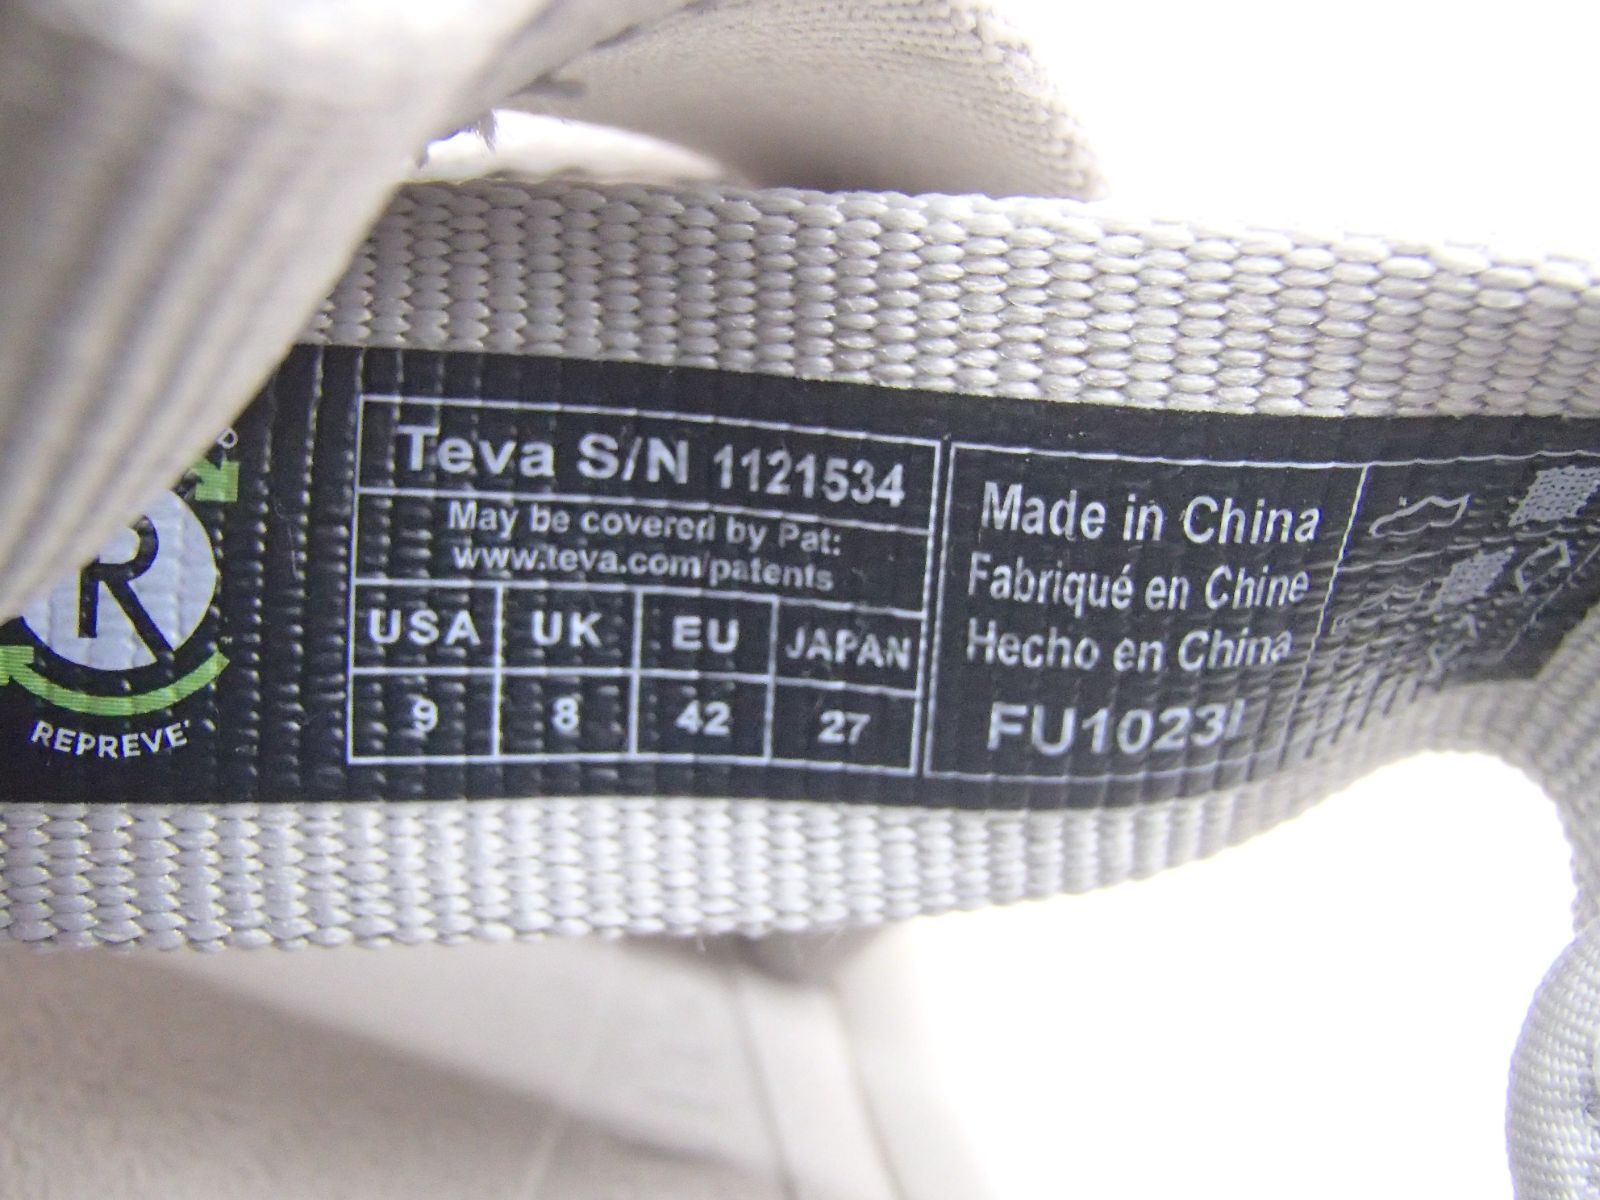 R
REPREVE
Teva S/N 1121534
May be covered by Pat:
www.teva.com/patents
USA UK EU JAPAN
9 8 42 27
Made in China
Fabriqué en Chine
Hecho en China
FU1023I